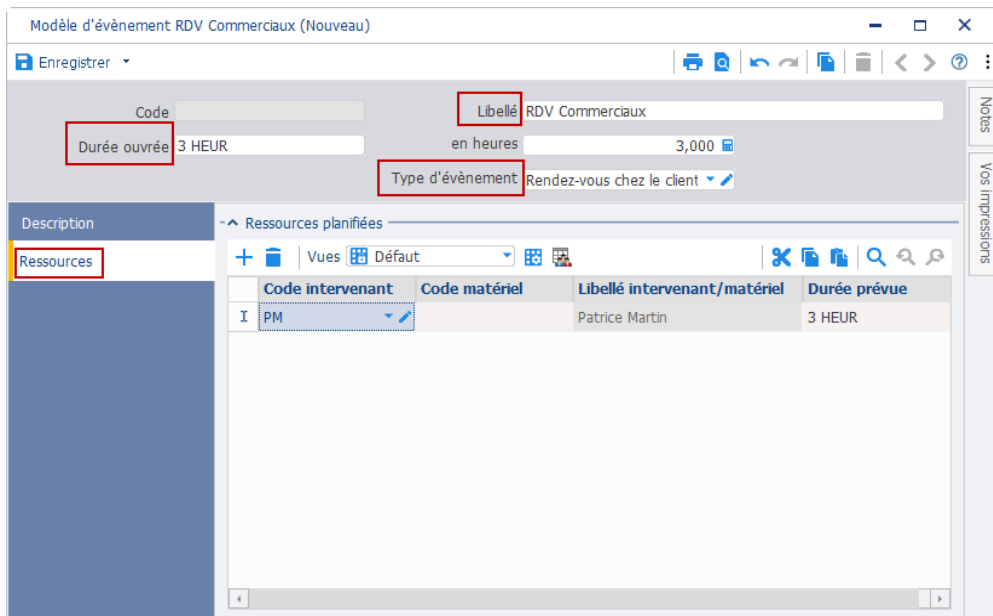 Modèle d'évènement RDV Commerciaux (Nouveau)
Enregistrer
Code
Libellé RDV Commerciaux
Durée ouvrée 3 HEUR
en heures 3,000
Type d'évènement Rendez-vous chez le client
Notes
Vos impressions
Description
Ressources
Ressources planifiées
Vues Défaut
Code intervenant Code matériel Libellé intervenant/matériel Durée prévue
PM Patrice Martin 3 HEUR